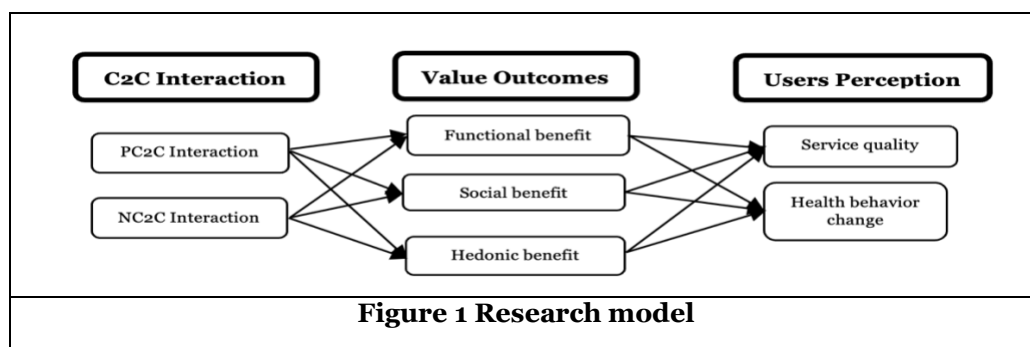 C2C Interaction
Value Outcomes
Users Perception
PC2C Interaction
NC2C Interaction
Functional benefit
Social benefit
Hedonic benefit
Service quality
Health behavior
change
Figure 1 Research model